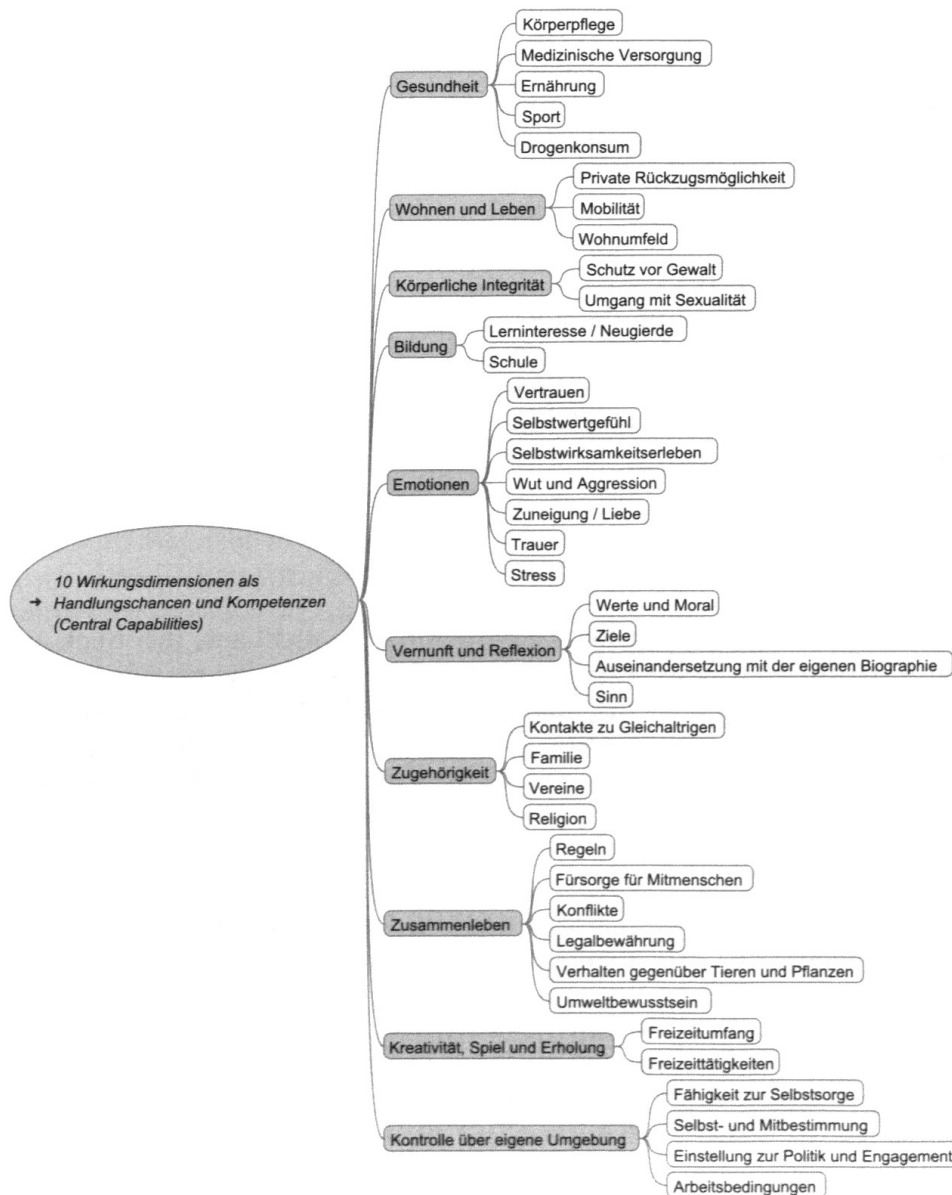 Körperpflege
Medizinische Versorgung
Gesundheit
Ernährung
Sport
Drogenkonsum
Private Rückzugsmöglichkeit
Wohnen und Leben
Mobilität
Wohnumfeld
Schutz vor Gewalt
Körperliche Integrität
Umgang mit Sexualität
Lerninteresse / Neugierde
Bildung
Schule
Vertrauen
Selbstwertgefühl
Selbstwirksamkeitserleben
Emotionen
Wut und Aggression
Zuneigung / Liebe
Trauer
Stress
10 Wirkungsdimensionen als
➔ Handlungschancen und Kompetenzen
(Central Capabilities)
Werte und Moral
Ziele
Vernunft und Reflexion
Auseinandersetzung mit der eigenen Biographie
Sinn
Kontakte zu Gleichaltrigen
Familie
Zugehörigkeit
Vereine
Religion
Regeln
Fürsorge für Mitmenschen
Konflikte
Zusammenleben
Legalbewährung
Verhalten gegenüber Tieren und Pflanzen
Umweltbewusstsein
Freizeitumfang
Kreativität, Spiel und Erholung
Freizeittätigkeiten
Fähigkeit zur Selbstsorge
Selbst- und Mitbestimmung
Kontrolle über eigene Umgebung
Einstellung zur Politik und Engagement
Arbeitsbedingungen